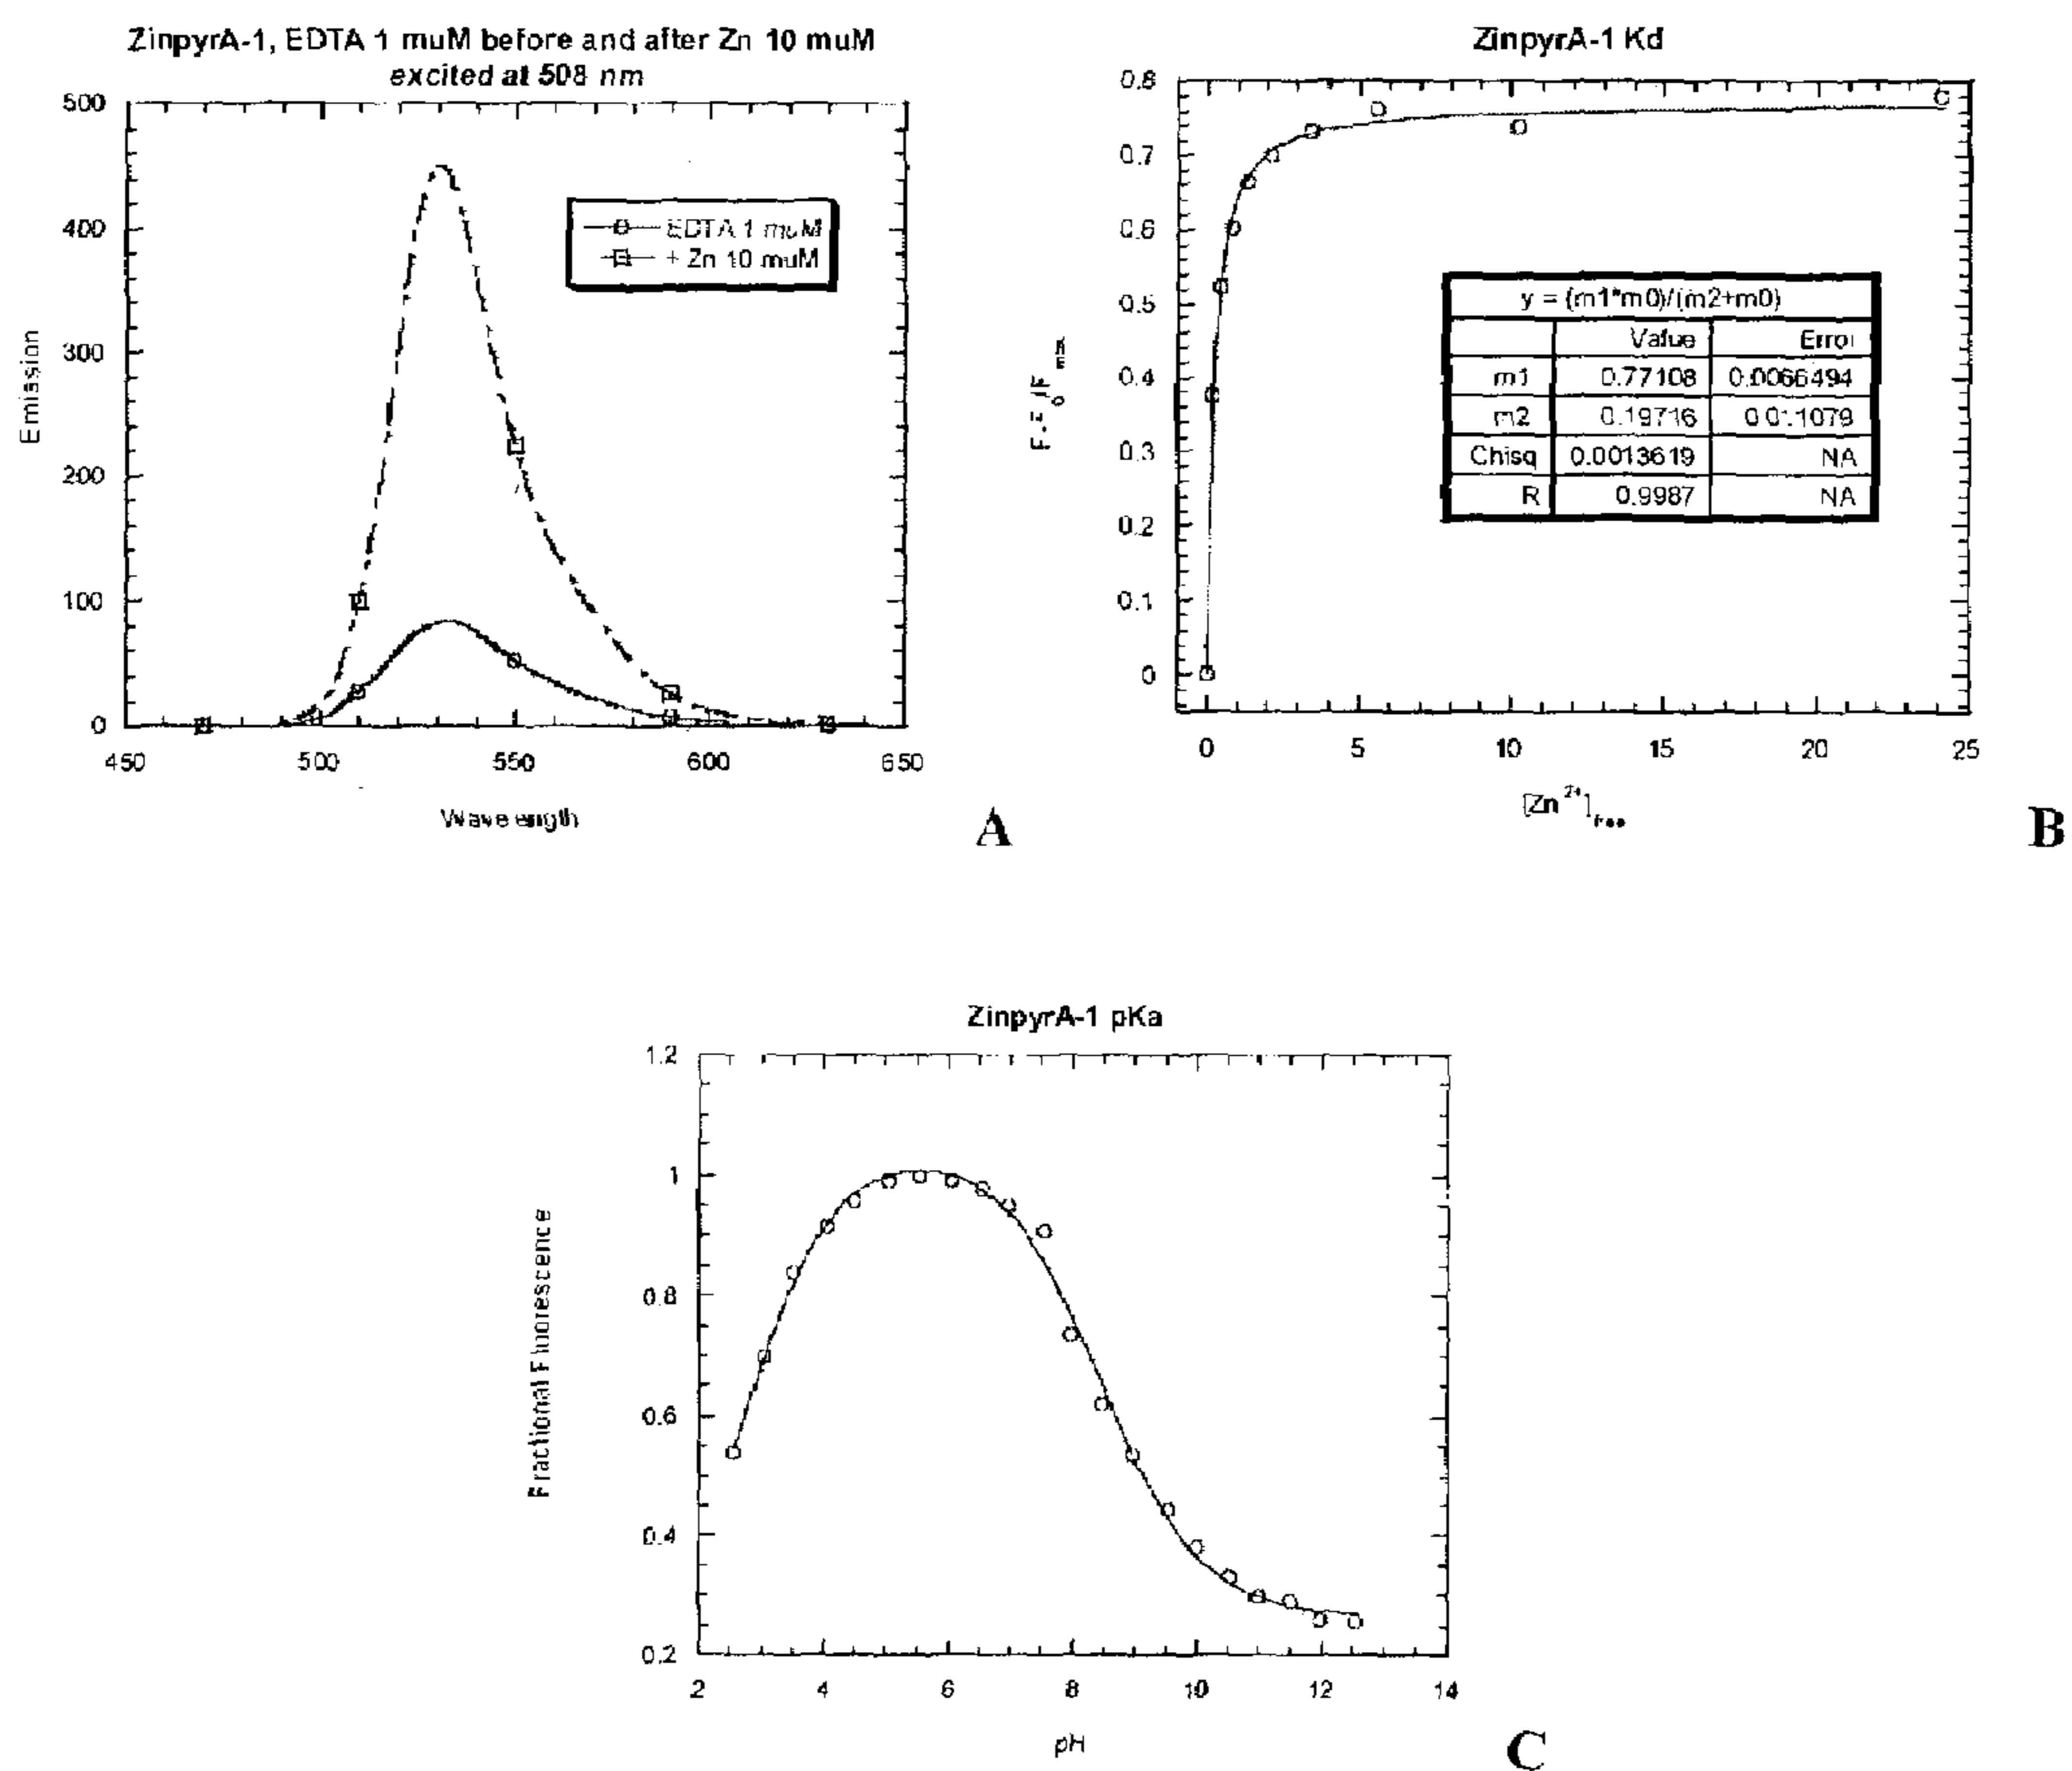 ZinpyrA-1, EDTA 1 muM before and after Zn 10 muM
excited at 508 nm
500
400
300
200
100
0
450 500 550 600 650
Emission
EDTA 1 muM
+ Zn 10 muM
A
ZinpyrA-1 Kd
0.8
0.7
0.6
0.5
0.4
0.3
0.2
0.1
0
0 5 10 15 20 25
[Zn 2+]
y = (m1*m0)/(m2+m0)
Value
m1 0.77108 0.0066494
m2 0.19716 0.011079
Chisq 0.0013619 NA
R 0.9987 NA
B
ZinpyrA-1 pKa
1.2
1
0.8
0.6
0.4
0.2
2 4 6 8 10 12 14
Fractional Fluorescence
pH
C